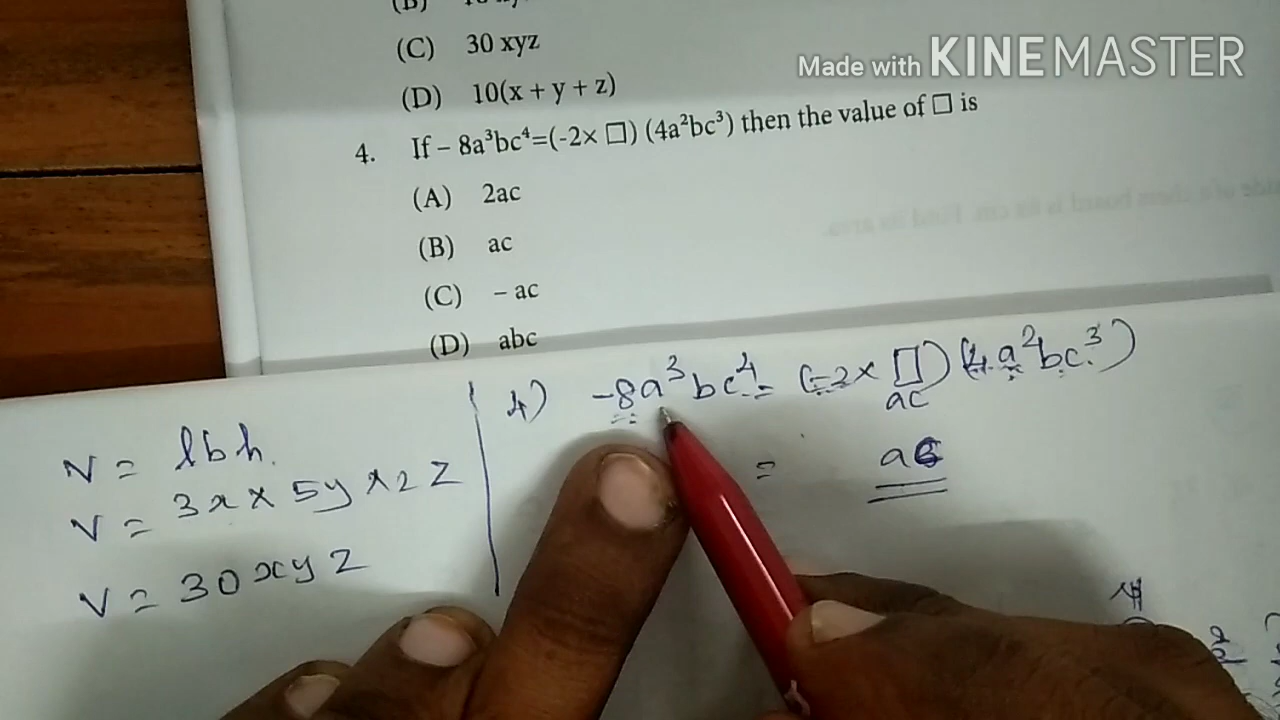 (B)
(C) 30 xyz
Made with KINEMASTER
(D) 10(x + y + z)
4. If – 8a³bc⁴=(-2× □) (4a²bc³) then the value of □ is
(A) 2ac
(B) ac
(C) – ac
(D) abc
4) -8a³bc⁴ = (-2× □) (4a²bc³)
ac
= ac
V = lbh.
V = 3x × 5y × 2z
V = 30xyz